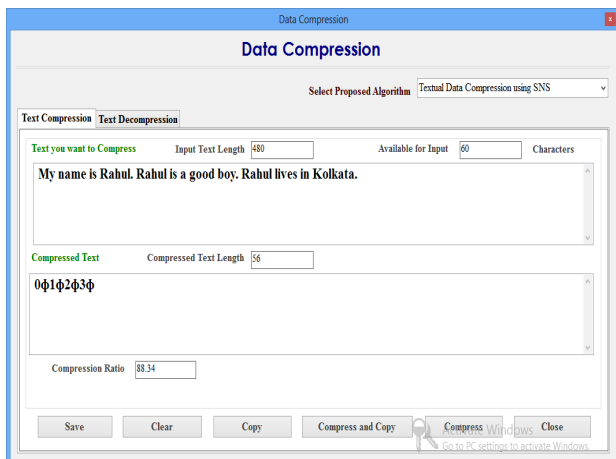 Data Compression
x
Data Compression
Select Proposed Algorithm Textual Data Compression using SNS
Text Compression Text Decompression
Text you want to Compress Input Text Length 480 Available for Input 60 Characters
My name is Rahul. Rahul is a good boy. Rahul lives in Kolkata.
Compressed Text Compressed Text Length 56
0ф1ф2ф3ф
Compression Ratio 88.34
Save Clear Copy Compress and Copy Compress Close
Activate Windows
Go to PC settings to activate Windows.